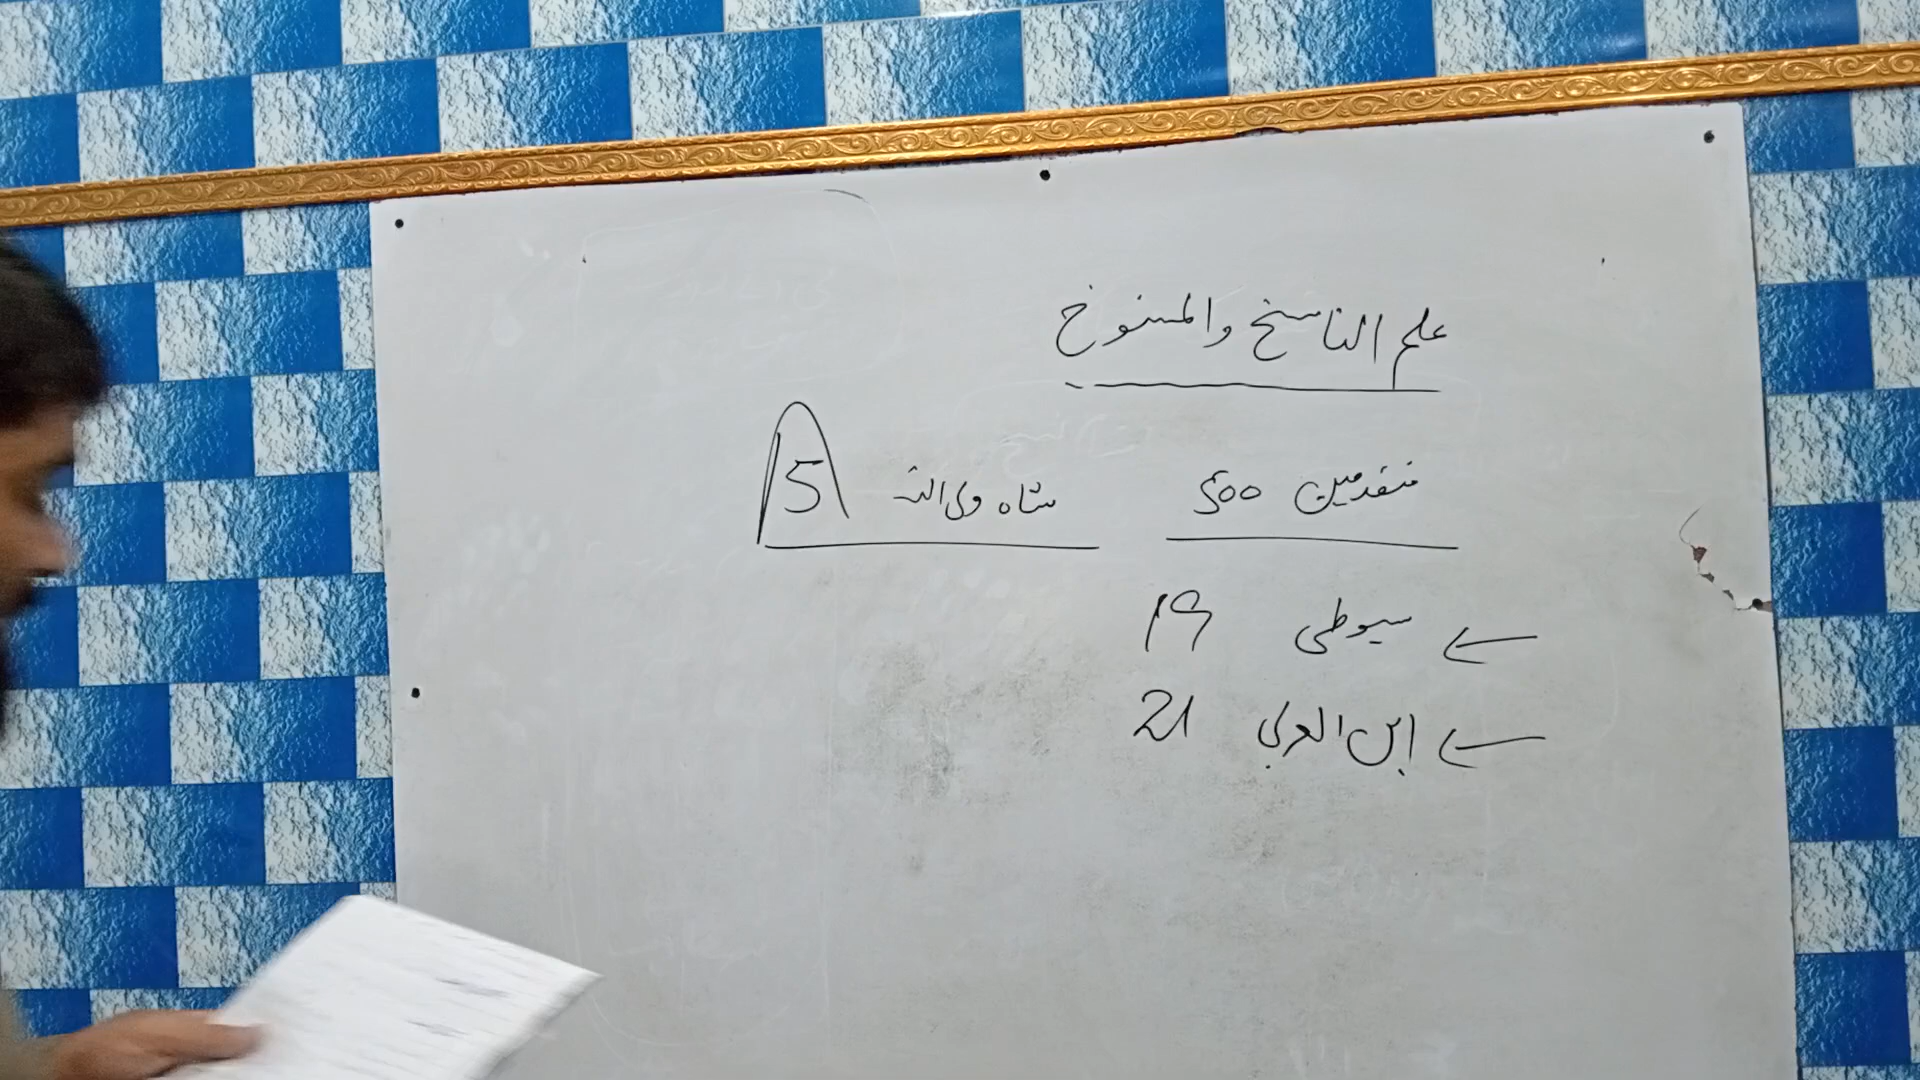 علم الناسخ والمنسوخ
متقدمین 500 شاہ ولی اللہ 5
سیوطی 19
ابن العربی 21